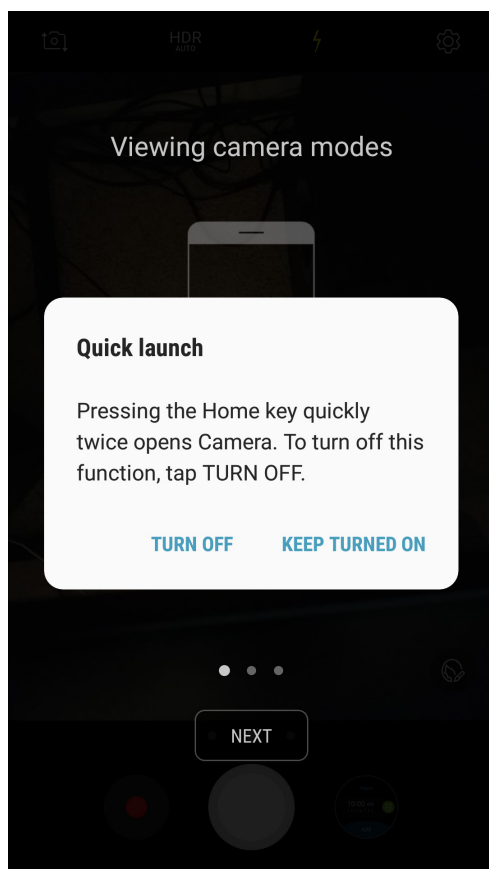 HDR
AUTO
Viewing camera modes
Quick launch
Pressing the Home key quickly
twice opens Camera. To turn off this
function, tap TURN OFF.
TURN OFF KEEP TURNED ON
NEXT